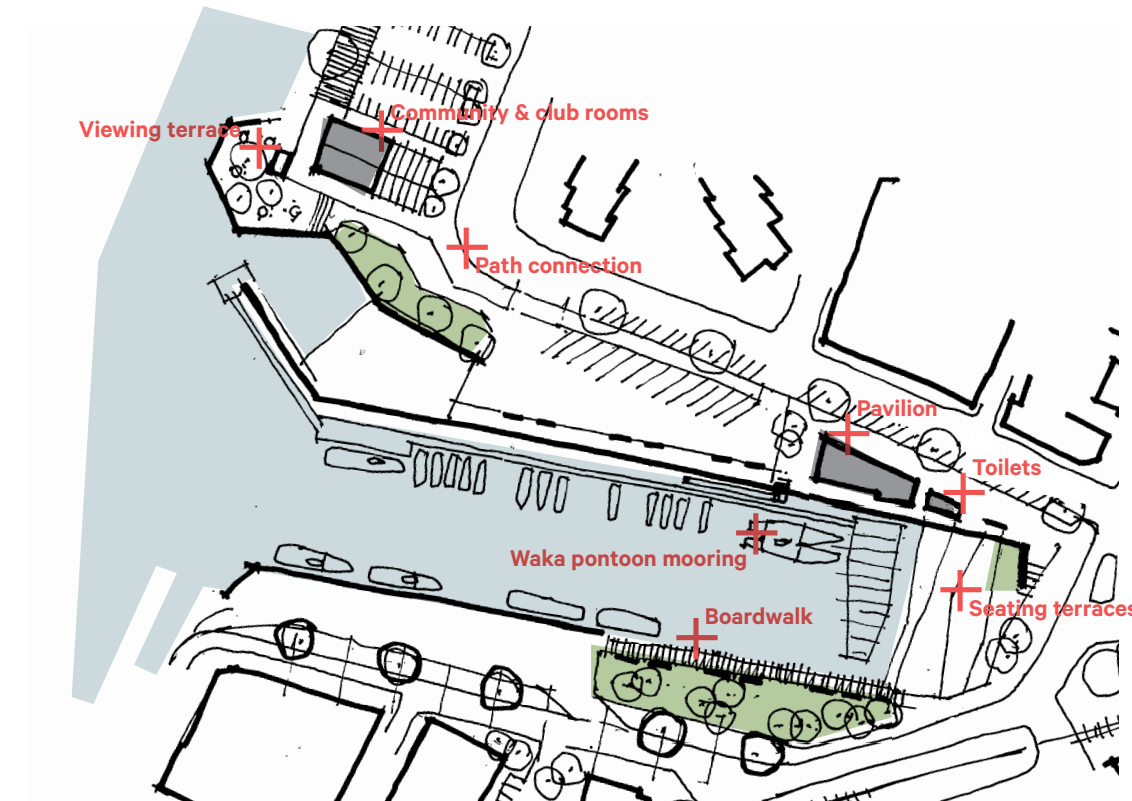 Community & club rooms
Viewing terrace
Path connection
Pavilion
Toilets
Waka pontoon mooring
Seating terraces
Boardwalk